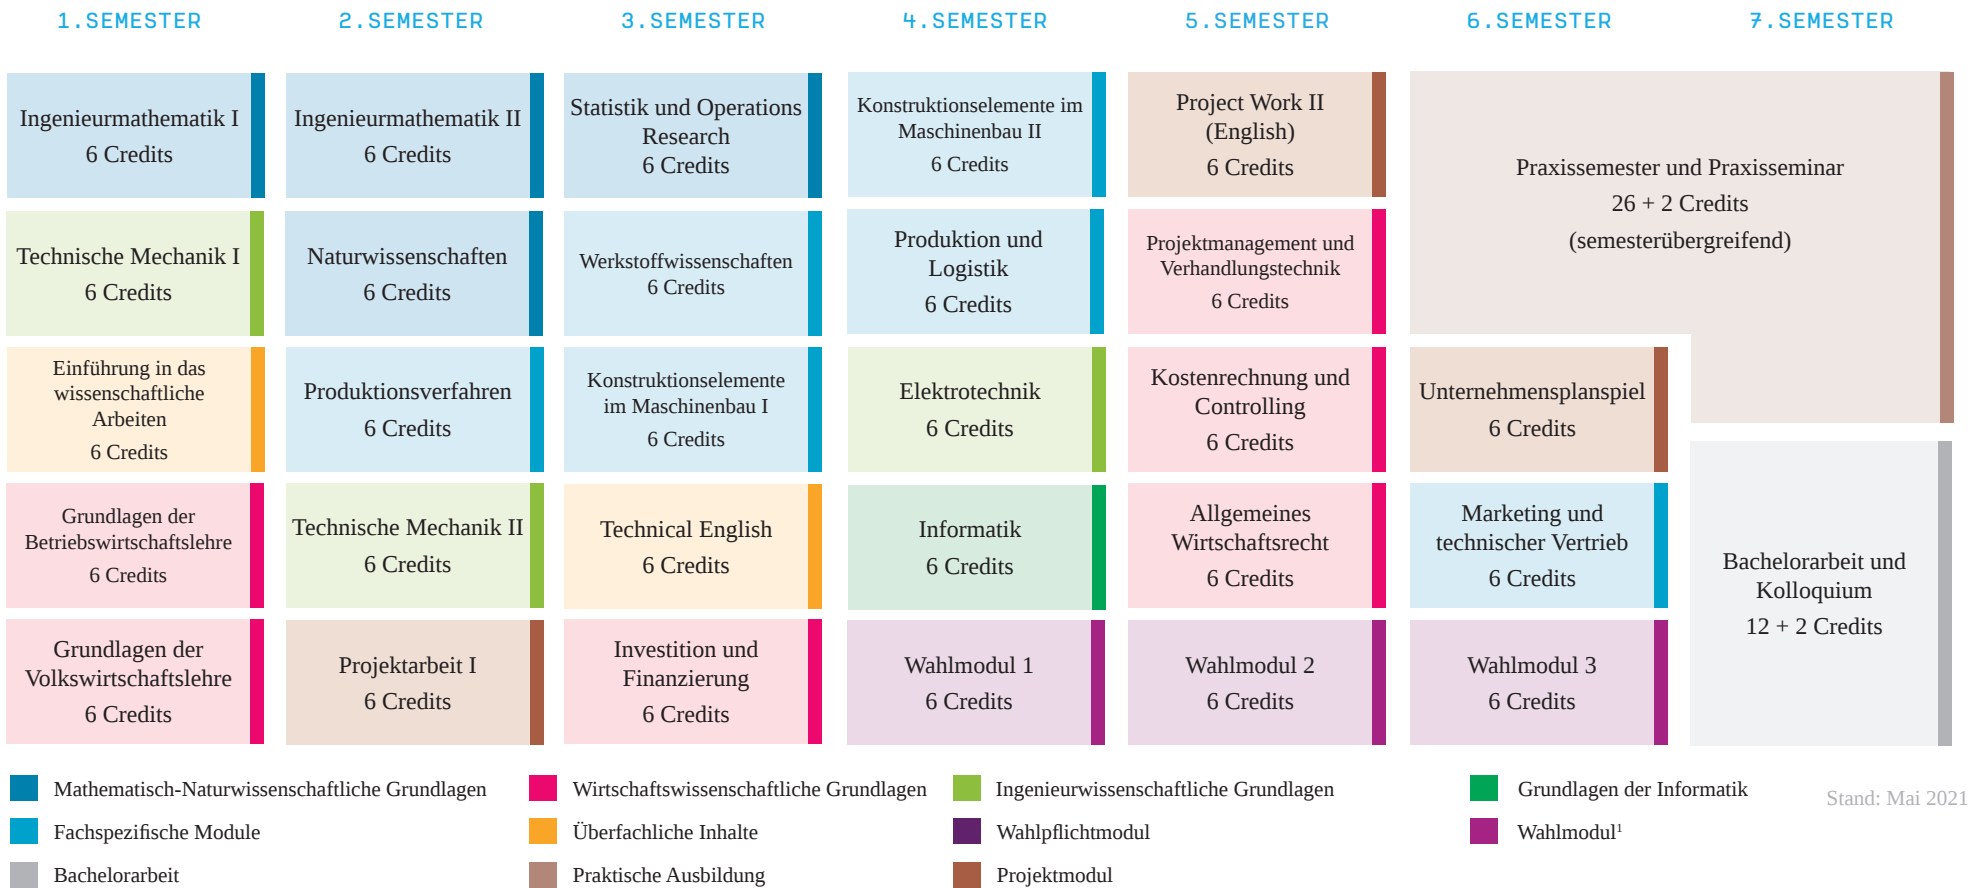 1.SEMESTER
2.SEMESTER
3.SEMESTER
4.SEMESTER
5.SEMESTER
6.SEMESTER
7.SEMESTER
Ingenieurmathematik I
6 Credits
Ingenieurmathematik II
6 Credits
Statistik und Operations
Research
6 Credits
Konstruktionselemente im
Maschinenbau II
6 Credits
Project Work II
(English)
6 Credits
Praxissemester und Praxisseminar
26 + 2 Credits
(semesterübergreifend)
Technische Mechanik I
6 Credits
Naturwissenschaften
6 Credits
Werkstoffwissenschaften
6 Credits
Produktion und
Logistik
6 Credits
Projektmanagement und
Verhandlungstechnik
6 Credits
Einführung in das
wissenschaftliche
Arbeiten
6 Credits
Produktionsverfahren
6 Credits
Konstruktionselemente
im Maschinenbau I
6 Credits
Elektrotechnik
6 Credits
Kostenrechnung und
Controlling
6 Credits
Unternehmensplanspiel
6 Credits
Grundlagen der
Betriebswirtschaftslehre
6 Credits
Technische Mechanik II
6 Credits
Technical English
6 Credits
Informatik
6 Credits
Allgemeines
Wirtschaftsrecht
6 Credits
Marketing und
technischer Vertrieb
6 Credits
Bachelorarbeit und
Kolloquium
12 + 2 Credits
Grundlagen der
Volkswirtschaftslehre
6 Credits
Projektarbeit I
6 Credits
Investition und
Finanzierung
6 Credits
Wahlmodul 1
6 Credits
Wahlmodul 2
6 Credits
Wahlmodul 3
6 Credits
Mathematisch-Naturwissenschaftliche Grundlagen
Wirtschaftswissenschaftliche Grundlagen
Ingenieurwissenschaftliche Grundlagen
Grundlagen der Informatik
Stand: Mai 2021
Fachspezifische Module
Überfachliche Inhalte
Wahlpflichtmodul
Wahlmodul¹
Bachelorarbeit
Praktische Ausbildung
Projektmodul